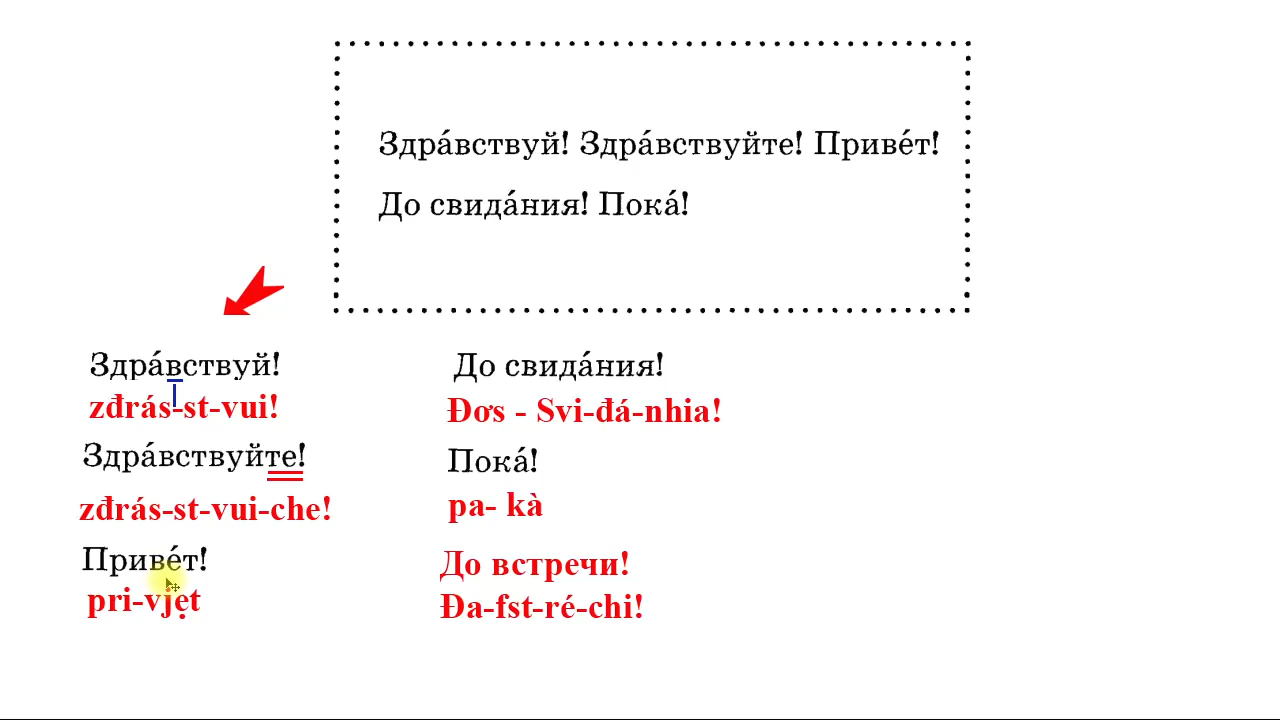 Здра́вствуй! Здра́вствуйте! Приве́т!
До свида́ния! Пока́!
Здра́вствуй!
zđrás-st-vui!
Здра́вствуйте!
zđrás-st-vui-che!
Приве́т!
pri-vjẹt
До свида́ния!
Đơs - Svi-đá-nhia!
Пока́!
pa- kà
До встречи!
Đa-fst-ré-chi!